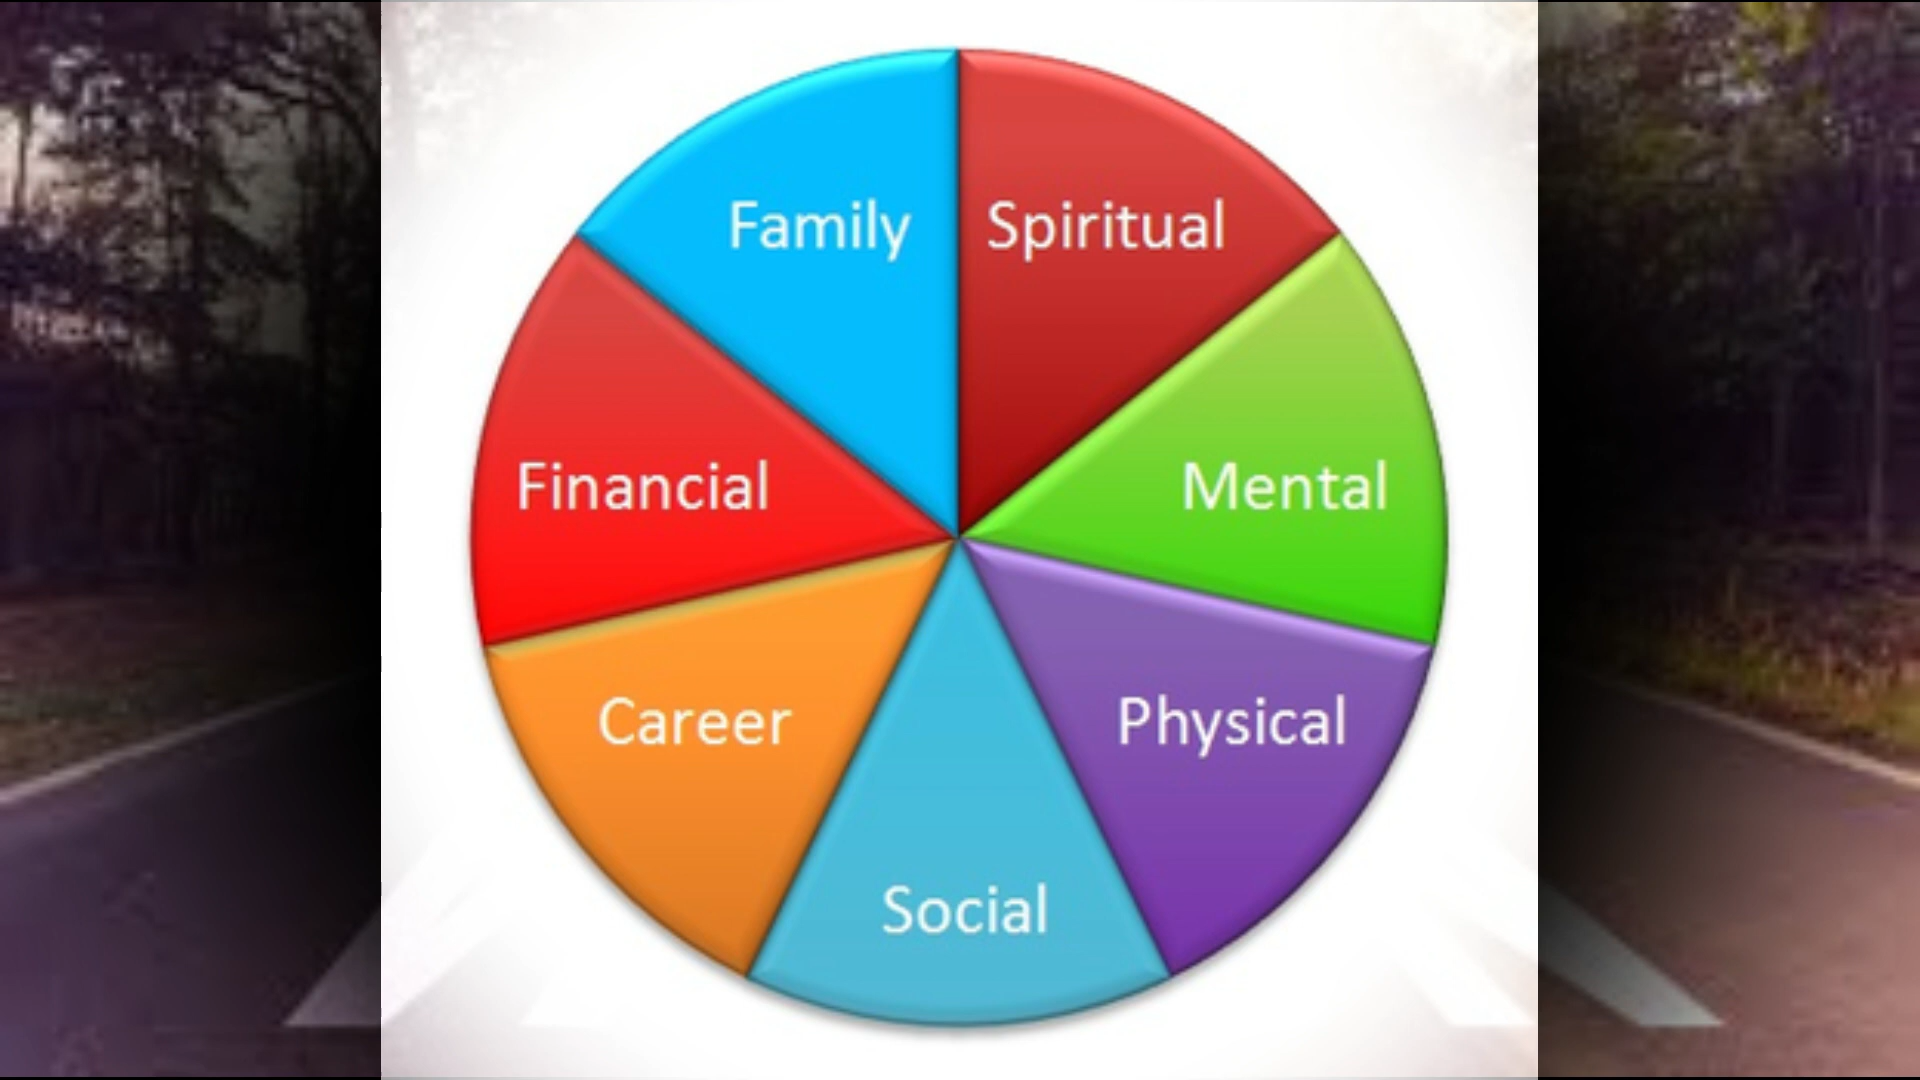 Family
Spiritual
Financial
Mental
Career
Physical
Social